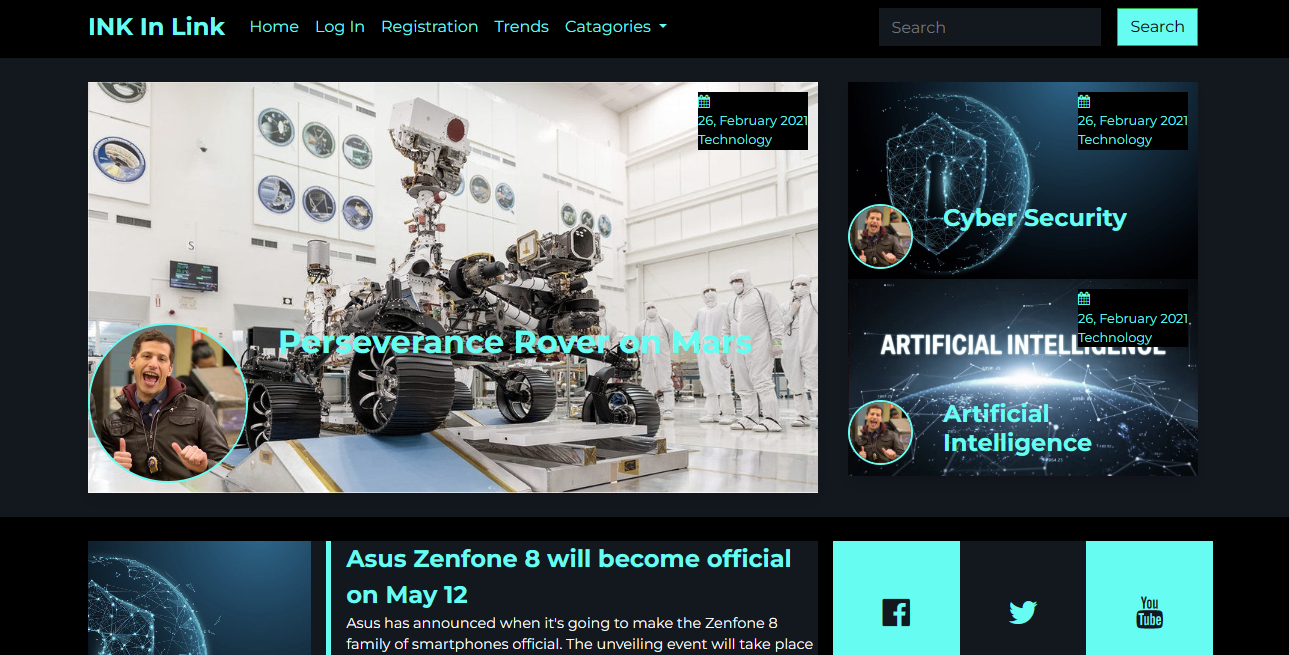 INK In Link Home Log In Registration Trends Catagories Search Search
26, February 2021
Technology
Perseverance Rover on Mars
26, February 2021
Technology
Cyber Security
26, February 2021
Technology
ARTIFICIAL INTELLIGENCE
Artificial
Intelligence
Asus Zenfone 8 will become official
on May 12
Asus has announced when it's going to make the Zenfone 8
family of smartphones official. The unveiling event will take place
You
Tube